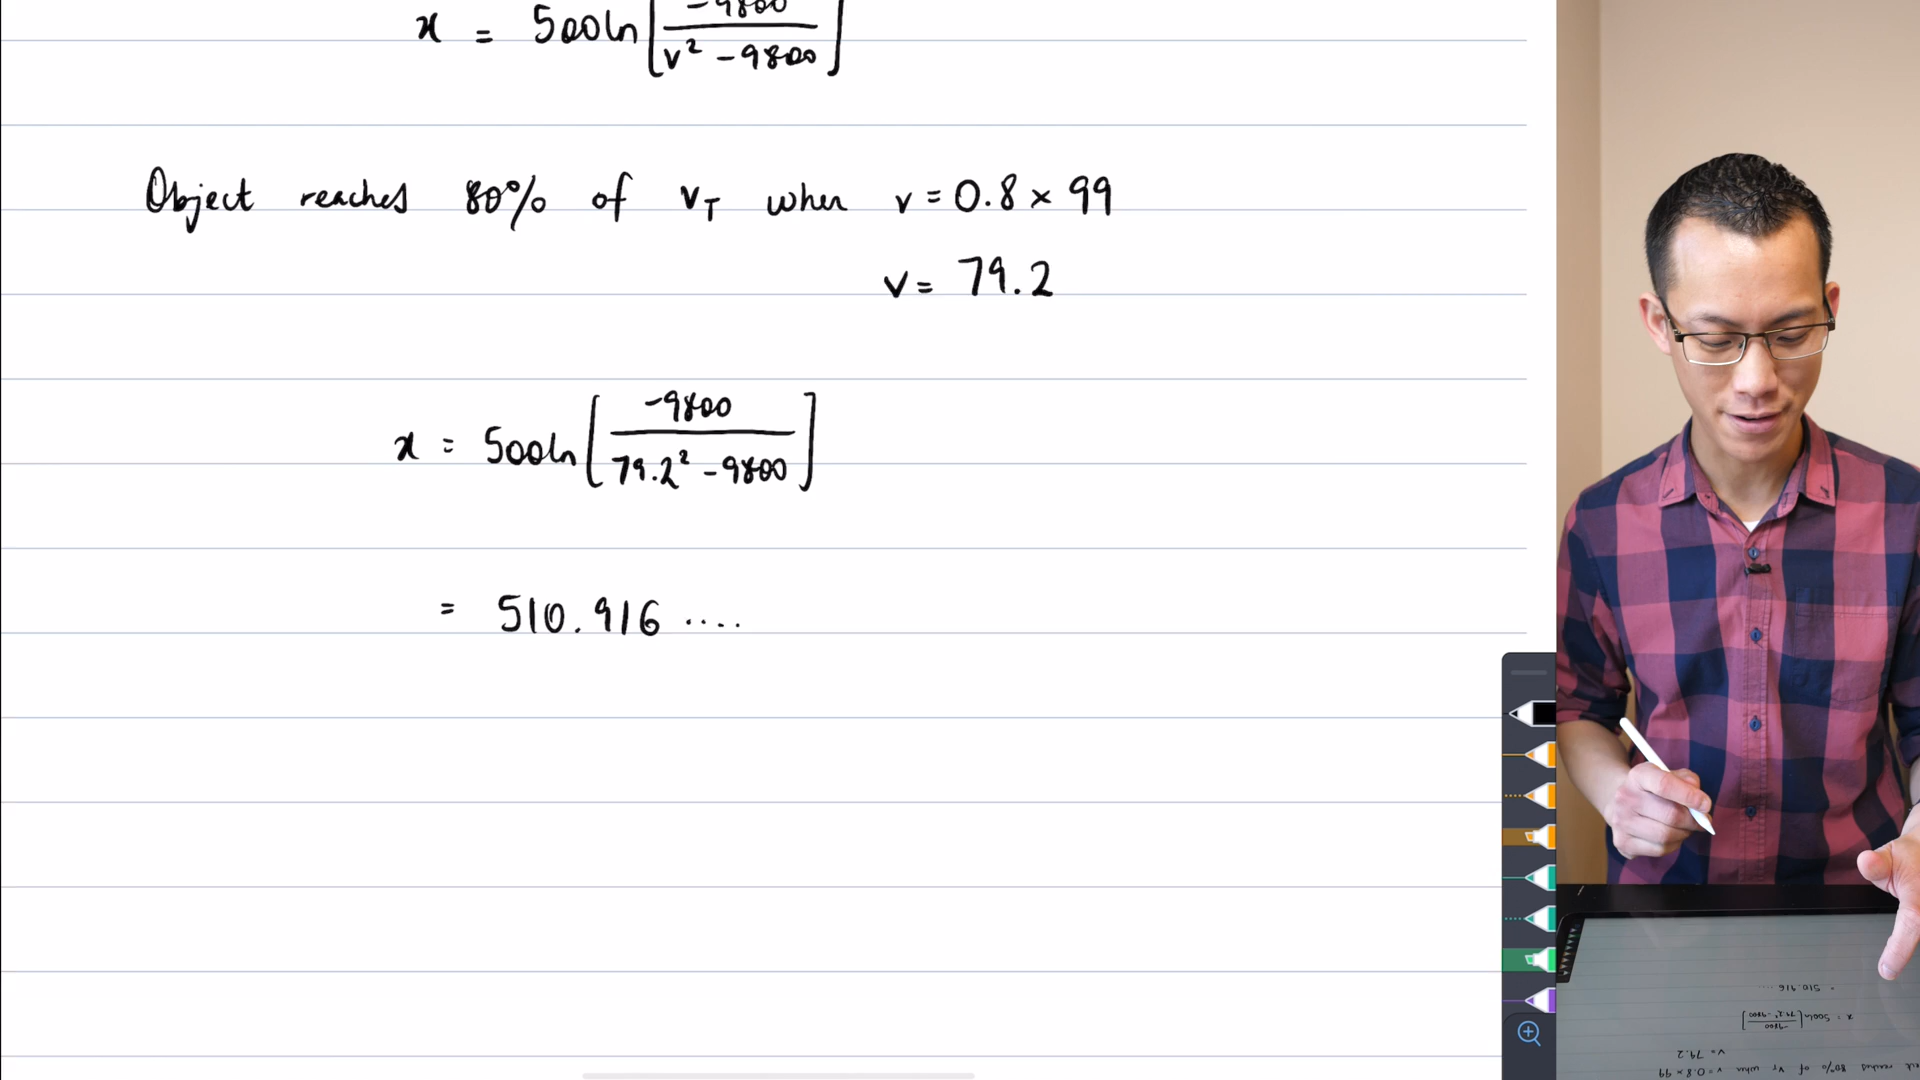 x = 500ln[-9800/(v² -9800)]
Object reaches 80% of v_T when v = 0.8 × 99
v = 79.2
x = 500ln[-9800/(79.2² -9800)]
= 510.916 ....